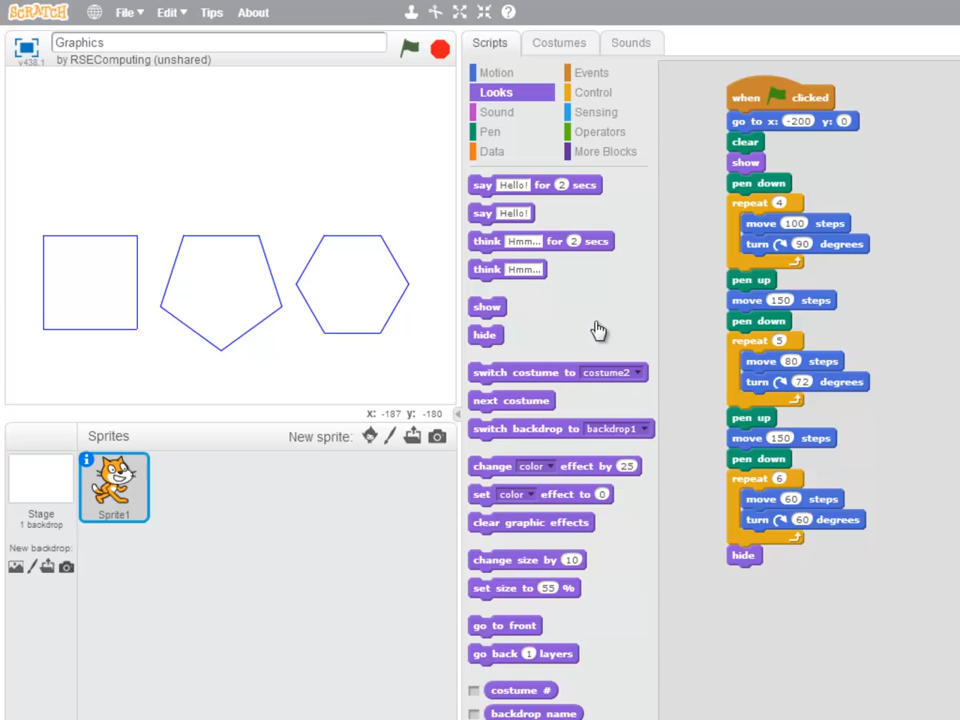 SCRATCH File Edit Tips About
v438.1
Graphics
by RSEComputing (unshared)
x: -187 y: -180
Sprites New sprite:
Stage
1 backdrop
New backdrop:
Sprite1
Scripts Costumes Sounds
Motion Events
Looks Control
Sound Sensing
Pen Operators
Data More Blocks
say Hello! for 2 secs
say Hello!
think Hmm... for 2 secs
think Hmm...
show
hide
switch costume to costume2
next costume
switch backdrop to backdrop1
change color effect by 25
set color effect to 0
clear graphic effects
change size by 10
set size to 55 %
go to front
go back 1 layers
costume #
backdrop name
when clicked
go to x: -200 y: 0
clear
show
pen down
repeat 4
move 100 steps
turn 90 degrees
pen up
move 150 steps
pen down
repeat 5
move 80 steps
turn 72 degrees
pen up
move 150 steps
pen down
repeat 6
move 60 steps
turn 60 degrees
hide